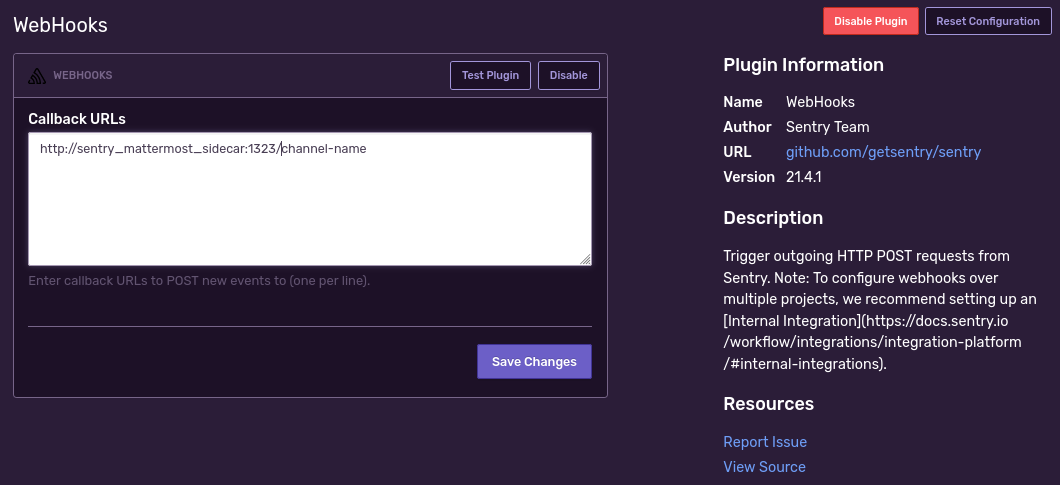 WebHooks
Disable Plugin
Reset Configuration
WEBHOOKS
Test Plugin
Disable
Callback URLs
http://sentry_mattermost_sidecar:1323/channel-name
Enter callback URLs to POST new events to (one per line).
Save Changes
Plugin Information
Name WebHooks
Author Sentry Team
URL github.com/getsentry/sentry
Version 21.4.1
Description
Trigger outgoing HTTP POST requests from
Sentry. Note: To configure webhooks over
multiple projects, we recommend setting up an
[Internal Integration](https://docs.sentry.io
/workflow/integrations/integration-platform
/#internal-integrations).
Resources
Report Issue
View Source